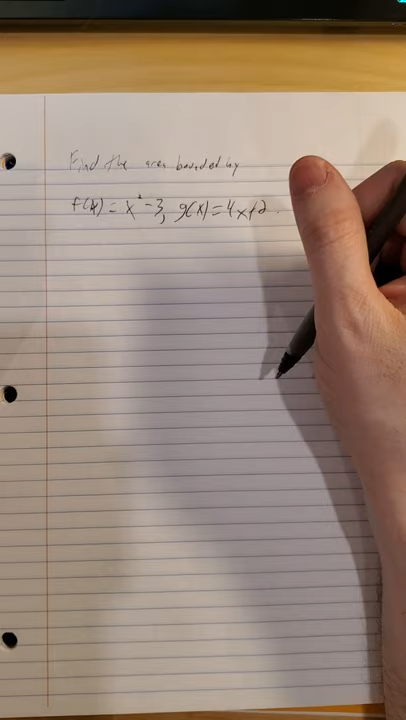 Find the area bounded by
f(x) = x² - 3, g(x) = 4x+2